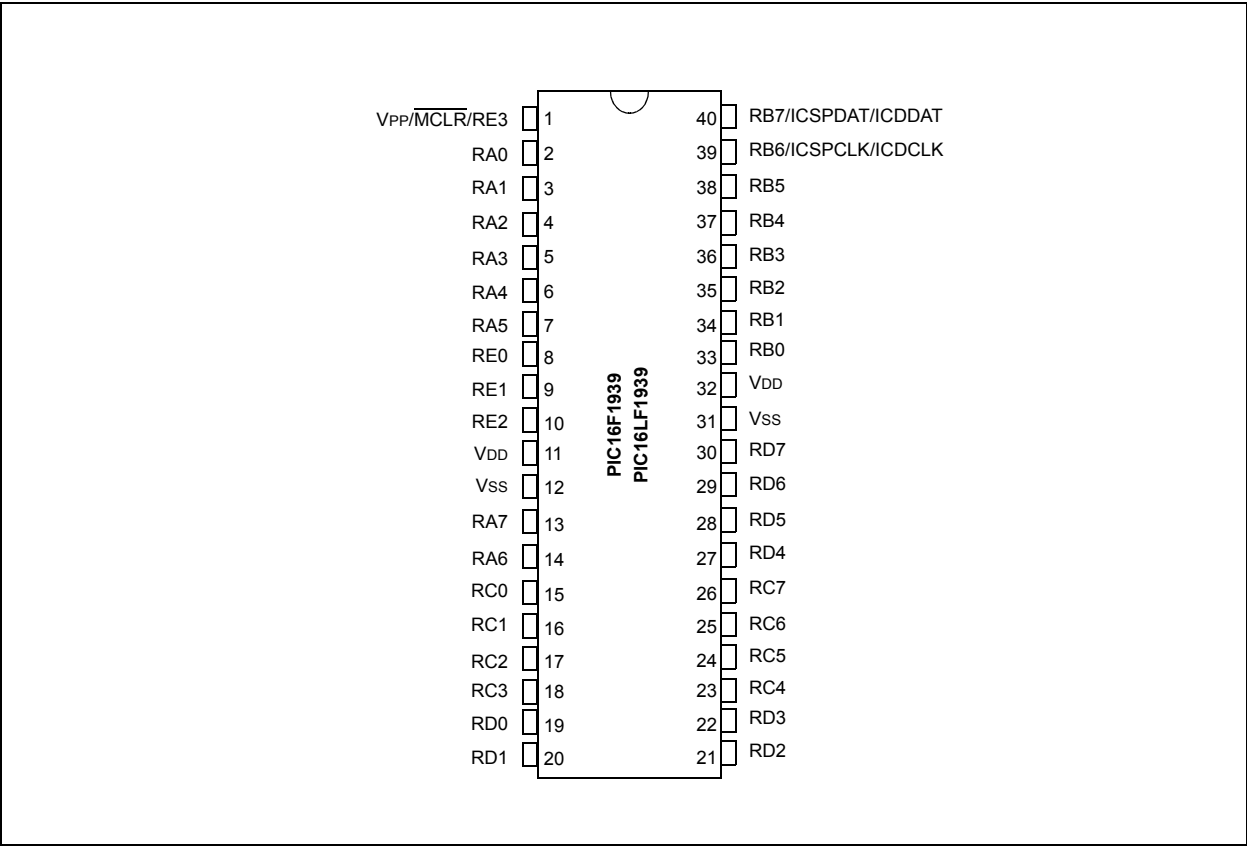 VPP/MCLR/RE3 1 40 RB7/ICSPDAT/ICDDAT
RA0 2 39 RB6/ICSPCLK/ICDCLK
RA1 3 38 RB5
RA2 4 37 RB4
RA3 5 36 RB3
RA4 6 35 RB2
RA5 7 34 RB1
RE0 8 33 RB0
RE1 9 32 VDD
RE2 10 31 VSS
VDD 11 30 RD7
VSS 12 29 RD6
RA7 13 28 RD5
RA6 14 27 RD4
RC0 15 26 RC7
RC1 16 25 RC6
RC2 17 24 RC5
RC3 18 23 RC4
RD0 19 22 RD3
RD1 20 21 RD2
PIC16F1939
PIC16LF1939